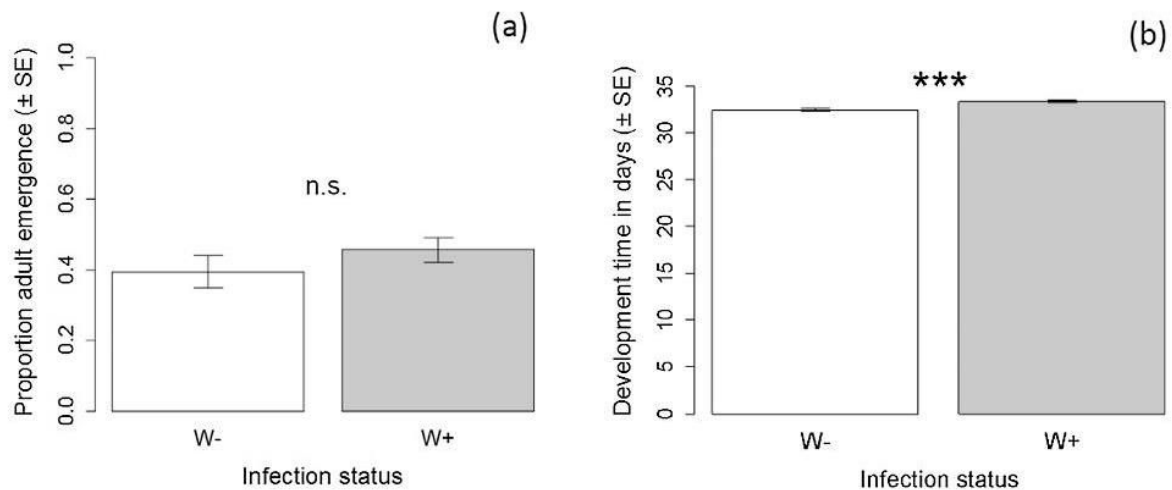 (a)
Proportion adult emergence (± SE)
1.0
0.8
0.6
0.4
0.2
0.0
n.s.
W-
W+
Infection status
(b)
Development time in days (± SE)
35
30
25
20
15
10
5
0
***
W-
W+
Infection status